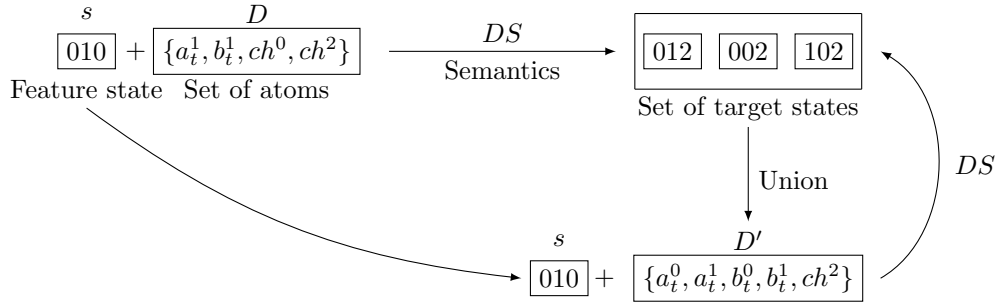 s D
010 + {a_t^1, b_t^1, ch^0, ch^2} DS 012 002 102
Feature state Set of atoms Semantics Set of target states
DS
Union
s D′
010 + {a_t^0, a_t^1, b_t^0, b_t^1, ch^2}